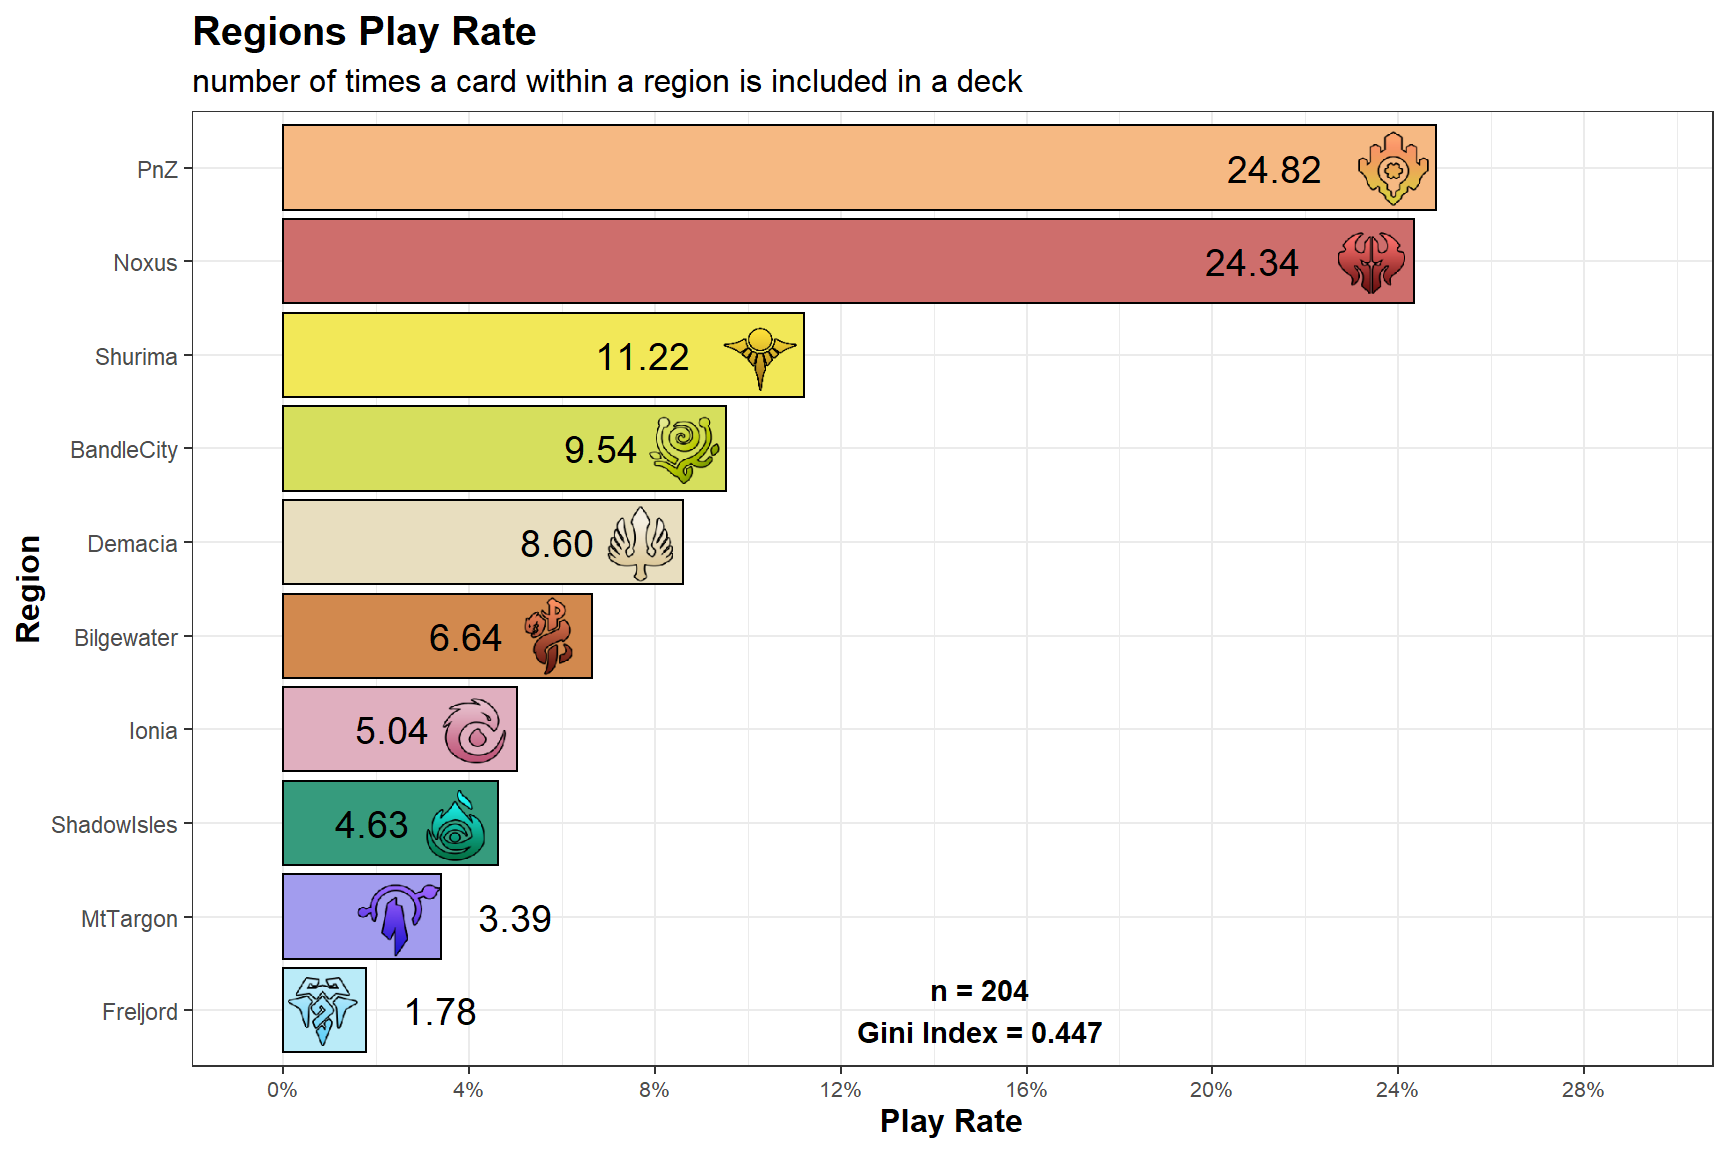 Regions Play Rate
number of times a card within a region is included in a deck
PnZ
24.82
Noxus
24.34
Shurima
11.22
BandleCity
9.54
Demacia
8.60
Bilgewater
6.64
Ionia
5.04
ShadowIsles
4.63
MtTargon
3.39
Freljord
1.78
n = 204
Gini Index = 0.447
0% 4% 8% 12% 16% 20% 24% 28%
Play Rate
Region